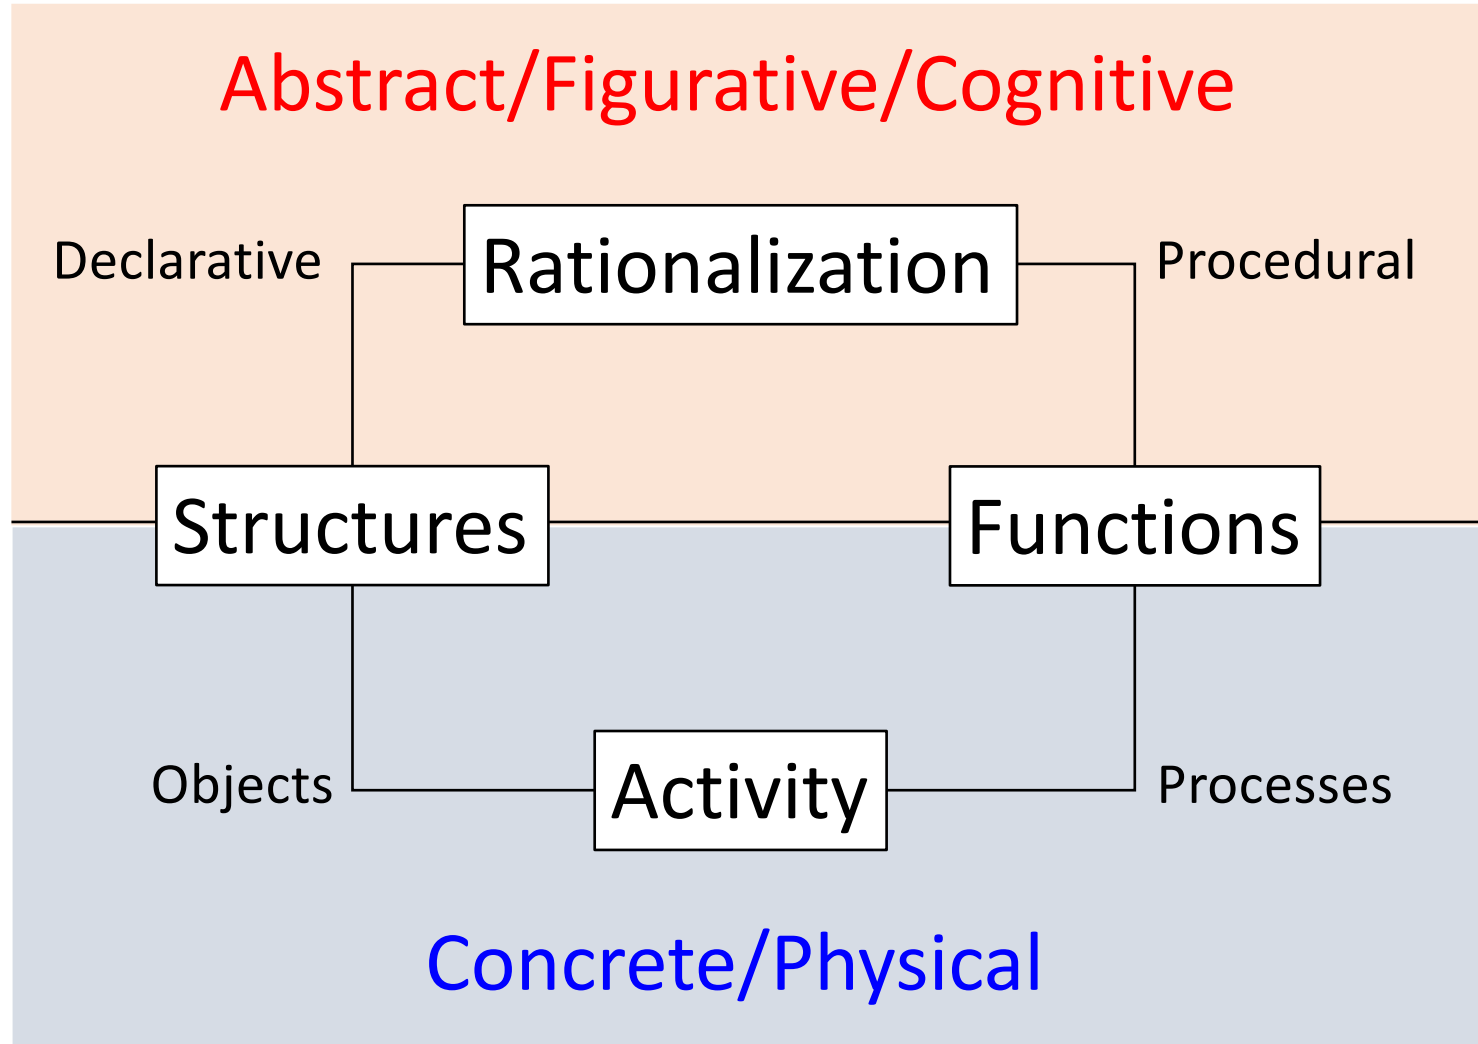 Abstract/Figurative/Cognitive
Declarative
Rationalization
Procedural
Structures
Functions
Objects
Activity
Processes
Concrete/Physical